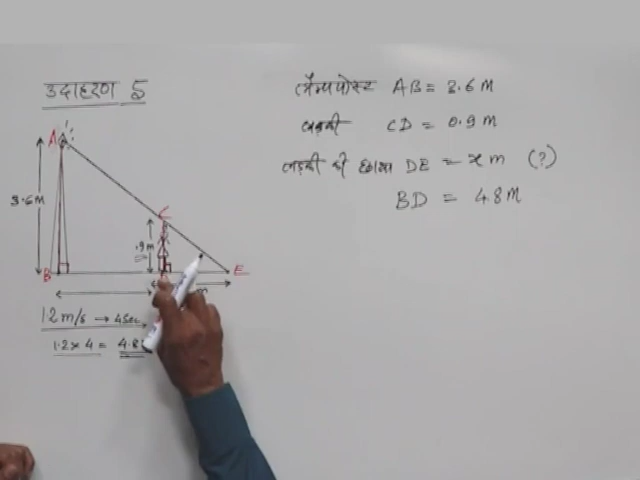 उदाहरण 5
लैम्पपोस्ट AB = 3.6 M
लड़की CD = 0.9 M
लड़की की छाया DE = x m (?)
BD = 4.8 M
A
3.6 M
C
.9 m
B
E
m
1.2 m/s → 4 Sec
1.2 x 4 = 4.8